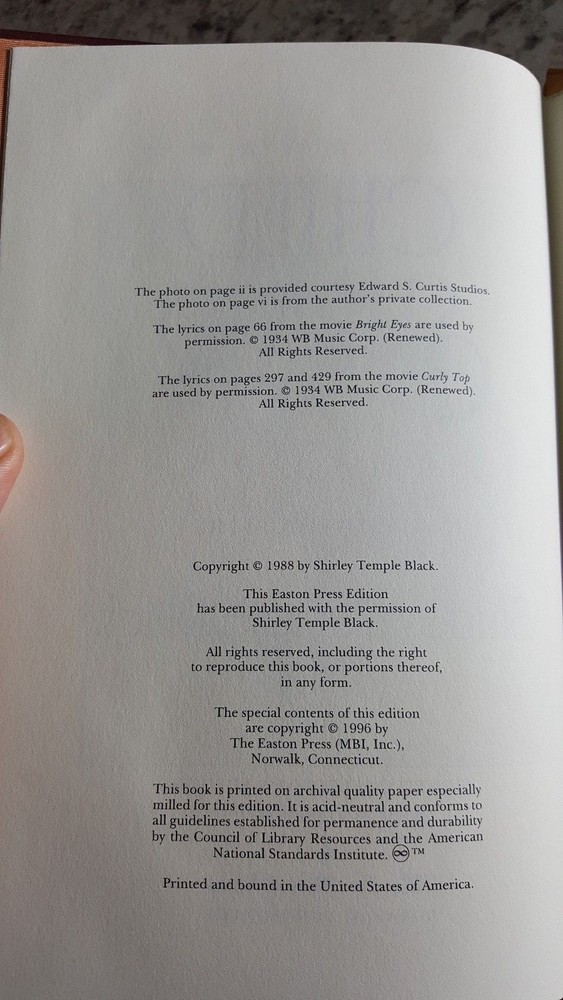 The photo on page ii is provided courtesy Edward S. Curtis Studios.
The photo on page vi is from the author's private collection.
The lyrics on page 66 from the movie Bright Eyes are used by
permission. © 1934 WB Music Corp. (Renewed).
All Rights Reserved.
The lyrics on pages 297 and 429 from the movie Curly Top
are used by permission. © 1934 WB Music Corp. (Renewed).
All Rights Reserved.
Copyright © 1988 by Shirley Temple Black.
This Easton Press Edition
has been published with the permission of
Shirley Temple Black.
All rights reserved, including the right
to reproduce this book, or portions thereof,
in any form.
The special contents of this edition
are copyright © 1996 by
The Easton Press (MBI, Inc.),
Norwalk, Connecticut.
This book is printed on archival quality paper especially
milled for this edition. It is acid-neutral and conforms to
all guidelines established for permanence and durability
by the Council of Library Resources and the American
National Standards Institute. ♾™
Printed and bound in the United States of America.